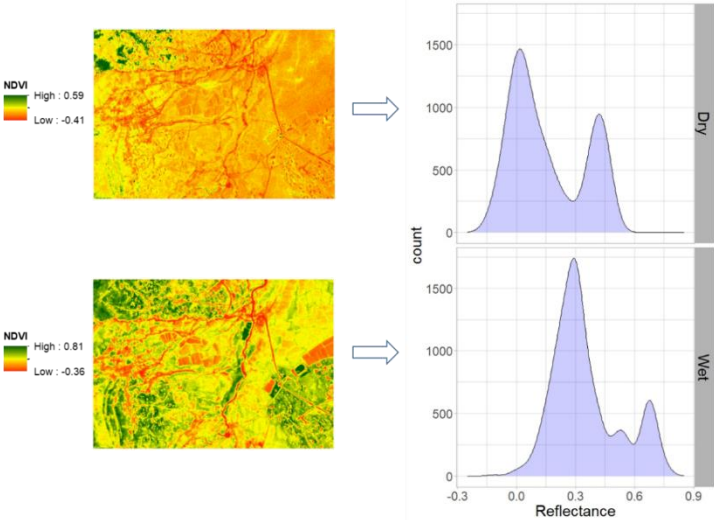 NDVI
High : 0.59
Low : -0.41
NDVI
High : 0.81
Low : -0.36
count
1500
1000
500
0
Dry
1500
1000
500
0
Wet
-0.3 0.0 0.3 0.6 0.9
Reflectance